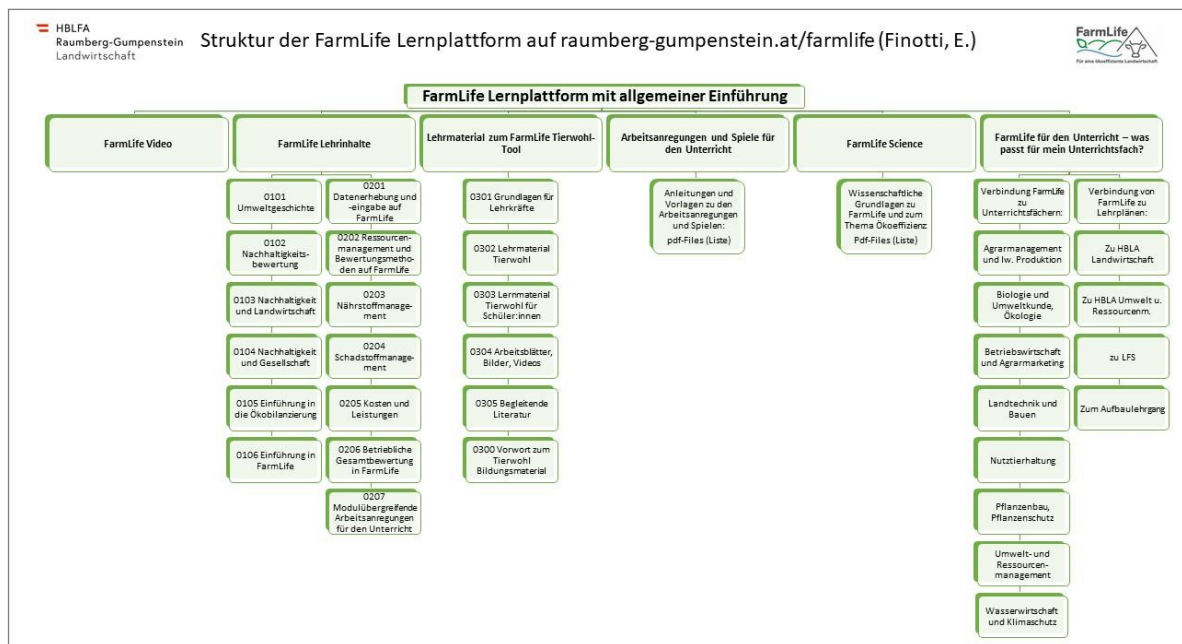 HBLFA
Raumberg-Gumpenstein
Landwirtschaft
Struktur der FarmLife Lernplattform auf raumberg-gumpenstein.at/farmlife (Finotti, E.)
FarmLife
Für eine ökoeffiziente Landwirtschaft
FarmLife Lernplattform mit allgemeiner Einführung
FarmLife Video
FarmLife Lehrinhalte
0101
Umweltgeschichte
0102
Nachhaltigkeits-
bewertung
0103 Nachhaltigkeit
und Landwirtschaft
0104 Nachhaltigkeit
und Gesellschaft
0105 Einführung in
die Ökobilanzierung
0106 Einführung in
FarmLife
0201
Datenerhebung und
-eingabe auf
FarmLife
0202 Ressourcen-
management und
Bewertungsmetho-
den auf FarmLife
0203
Nährstoffmanage-
ment
0204
Schadstoffmanage-
ment
0205 Kosten und
Leistungen
0206 Betriebliche
Gesamtbewertung
in FarmLife
0207
Modulübergreifende
Arbeitsanregungen
für den Unterricht
Lehrmaterial zum FarmLife Tierwohl-
Tool
0301 Grundlagen für
Lehrkräfte
0302 Lehrmaterial
Tierwohl
0303 Lernmaterial
Tierwohl für
Schüler:innen
0304 Arbeitsblätter,
Bilder, Videos
0305 Begleitende
Literatur
0300 Vorwort zum
Tierwohl
Bildungsmaterial
Arbeitsanregungen und Spiele für
den Unterricht
Anleitungen und
Vorlagen zu den
Arbeitsanregungen
und Spielen:
pdf-Files (Liste)
FarmLife Science
Wissenschaftliche
Grundlagen zu
FarmLife und zum
Thema Ökoeffizienz
Pdf-Files (Liste)
FarmLife für den Unterricht – was
passt für mein Unterrichtsfach?
Verbindung FarmLife
zu
Unterrichtsfächern:
Agrarmanagement
und lw. Produktion
Biologie und
Umweltkunde,
Ökologie
Betriebswirtschaft
und Agrarmarketing
Landtechnik und
Bauen
Nutztierhaltung
Pflanzenbau,
Pflanzenschutz
Umwelt- und
Ressourcen-
management
Wasserwirtschaft
und Klimaschutz
Verbindung von
FarmLife zu
Lehrplänen:
Zu HBLA
Landwirtschaft
Zu HBLA Umwelt u.
Ressourcenm.
zu LFS
Zum Aufbaulehrgang